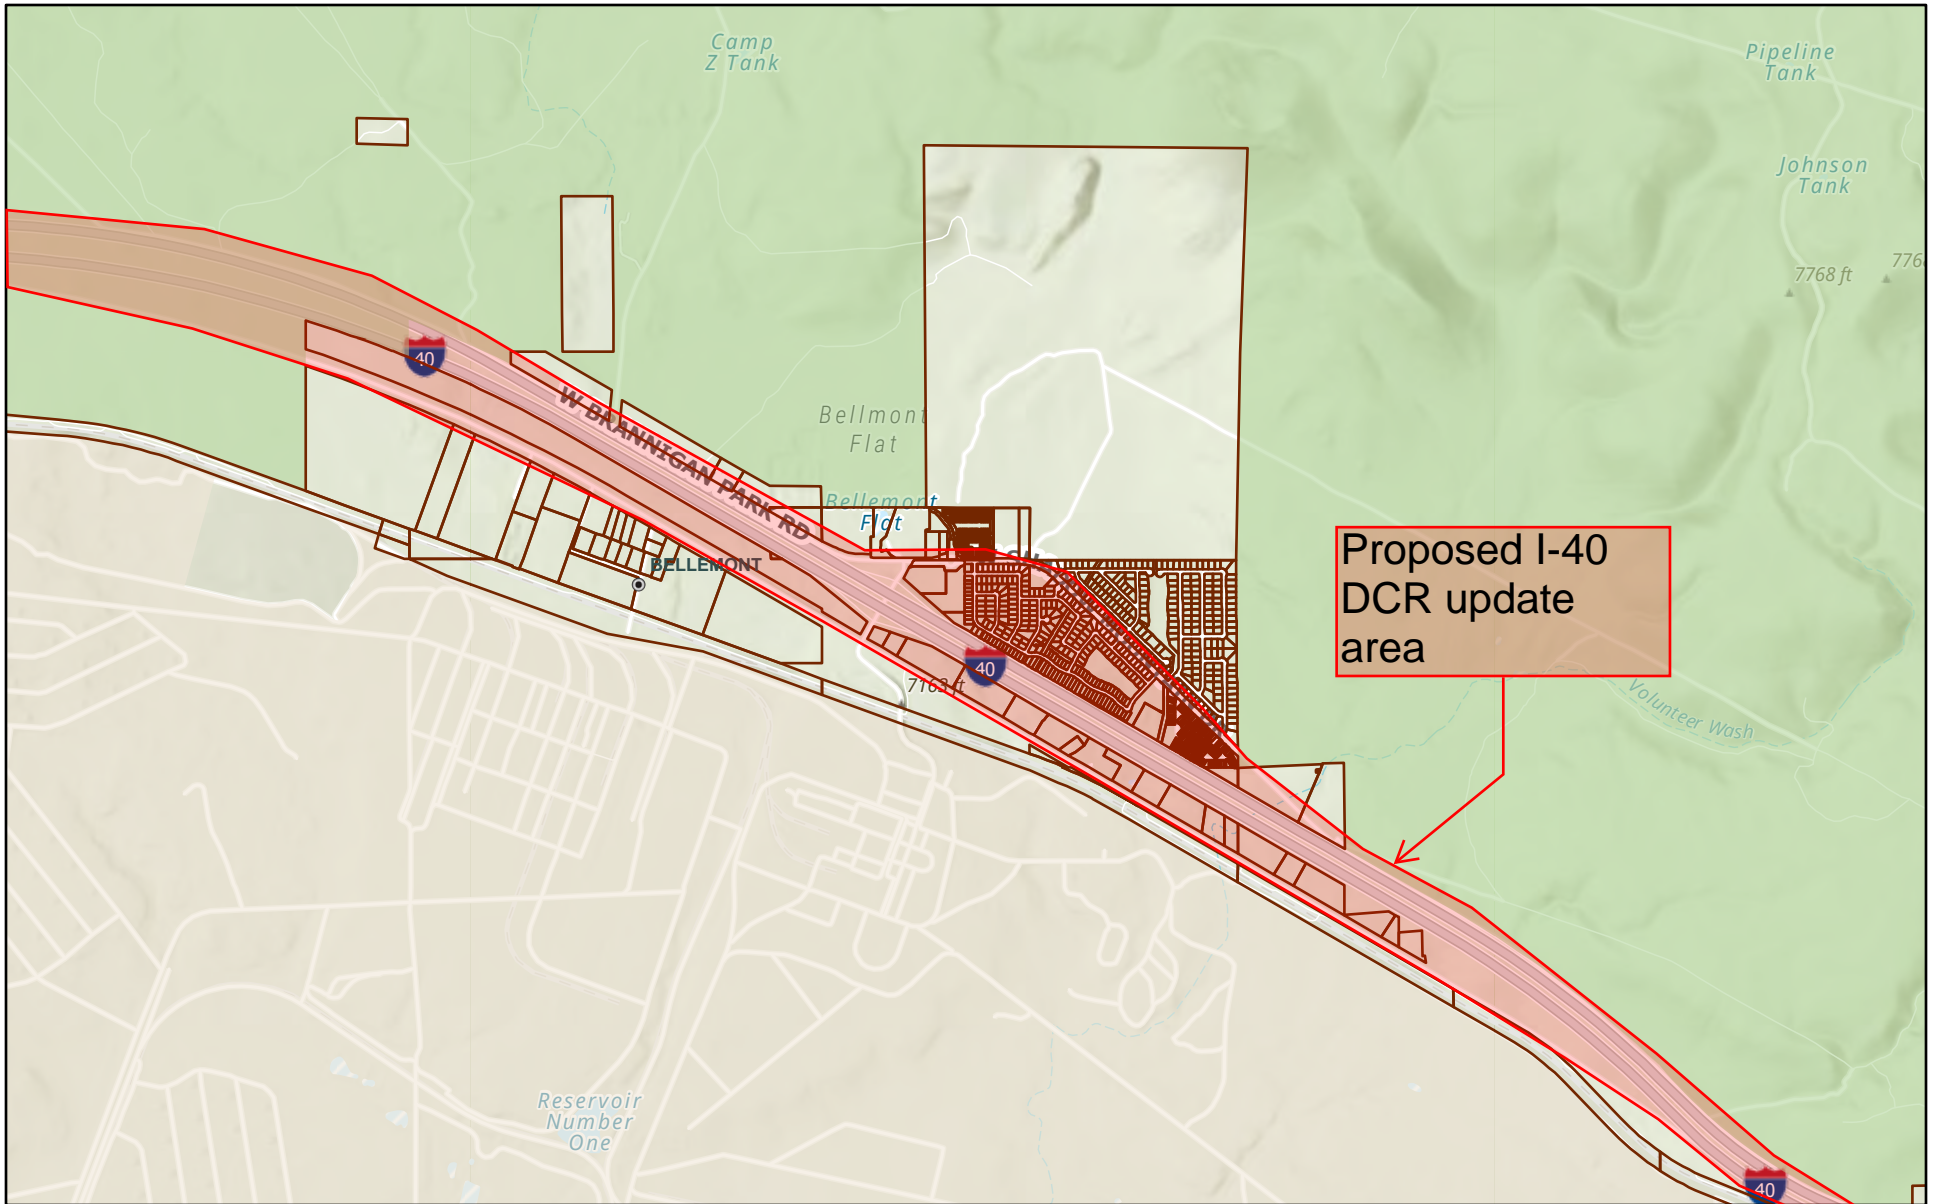 Camp
Z Tank
Pipeline
Tank
Johnson
Tank
7768 ft
776
40
W BRANNIGAN PARK RD
Bellmont
Flat
Bellemont
Flat
BELLEMONT
Proposed I-40
DCR update
area
40
7163 ft
Volunteer Wash
Reservoir
Number
One
40